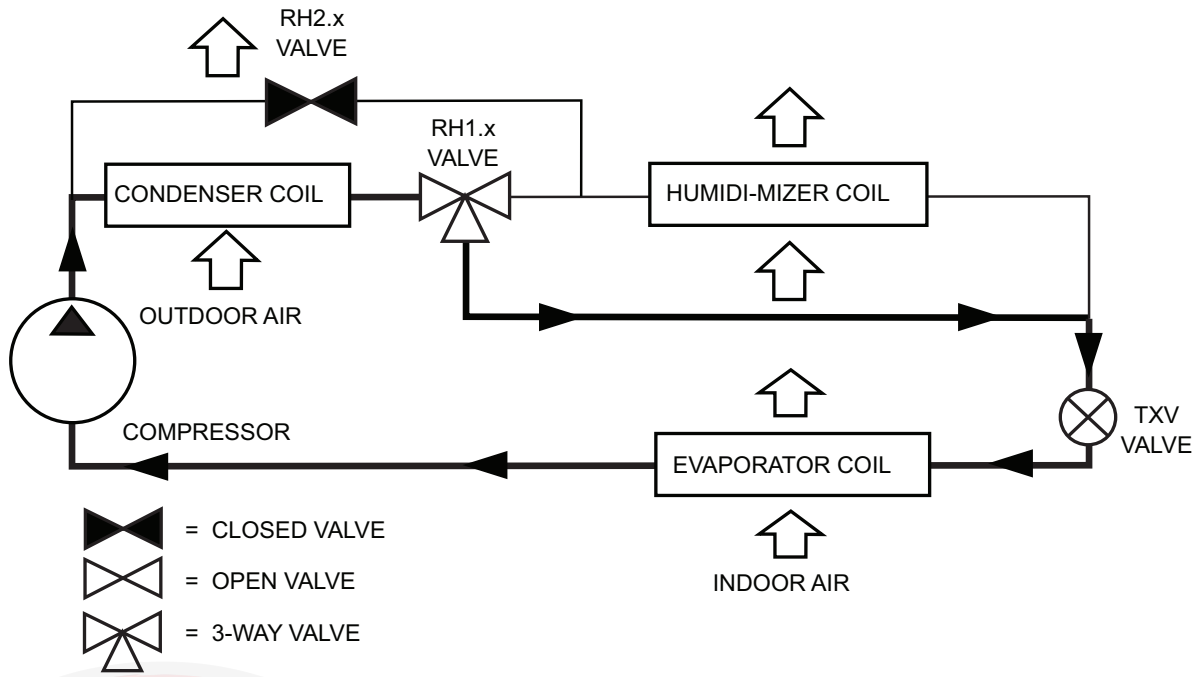 RH2.x
VALVE
RH1.x
VALVE
CONDENSER COIL
HUMIDI-MIZER COIL
OUTDOOR AIR
COMPRESSOR
TXV
VALVE
EVAPORATOR COIL
INDOOR AIR
= CLOSED VALVE
= OPEN VALVE
= 3-WAY VALVE